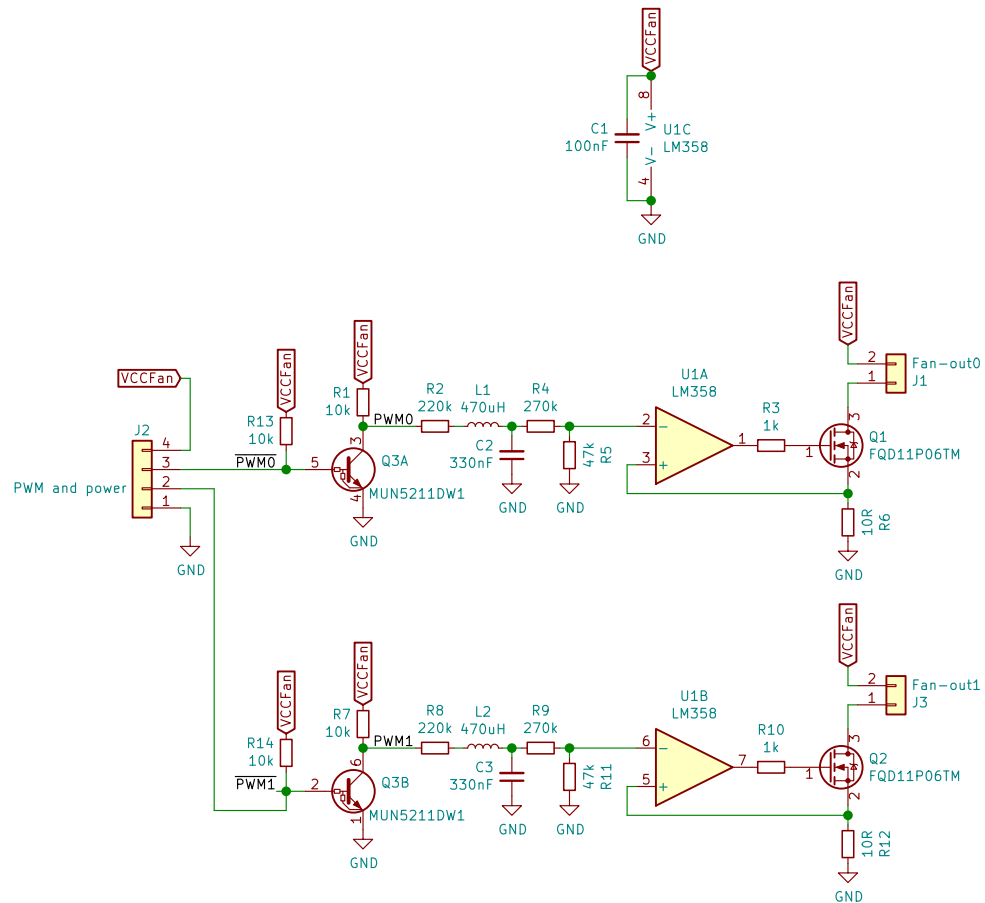 VCCFan
8
V+
C1
100nF
U1C
LM358
V-
4
GND
VCCFan
VCCFan
VCCFan
VCCFan
J2
4
3
2
1
PWM and power
GND
R13
10k
PWM0
R1
10k
PWM0
5
3
4
Q3A
MUN5211DW1
GND
R2
220k
L1
470uH
C2
330nF
GND
R4
270k
47k
R5
GND
U1A
LM358
2
-
3
+
1
R3
1k
2
1
Fan-out0
J1
1
3
2
Q1
FQD11P06TM
10R
R6
GND
VCCFan
VCCFan
VCCFan
R14
10k
PWM1
R7
10k
PWM1
2
6
1
Q3B
MUN5211DW1
GND
R8
220k
L2
470uH
C3
330nF
GND
R9
270k
47k
R11
GND
U1B
LM358
6
-
5
+
7
R10
1k
2
1
Fan-out1
J3
1
3
2
Q2
FQD11P06TM
10R
R12
GND